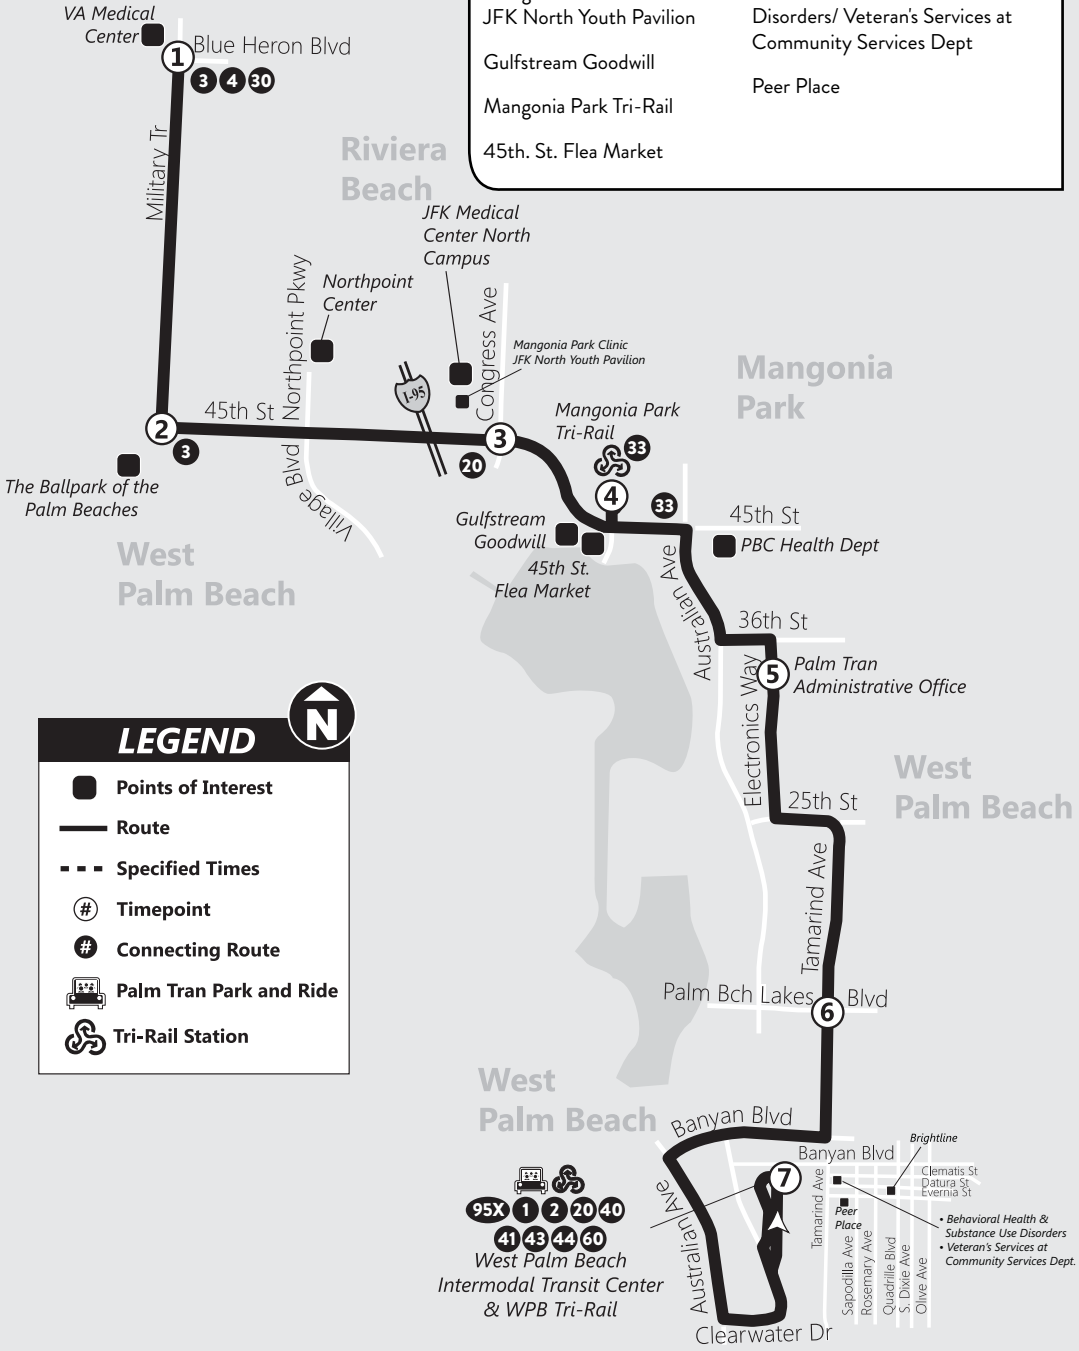 JFK North Youth Pavilion
Gulfstream Goodwill
Mangonia Park Tri-Rail
45th. St. Flea Market
Disorders/ Veteran's Services at
Community Services Dept
Peer Place
VA Medical
Center
1
Blue Heron Blvd
3 4 30
Military Tr
Riviera
Beach
JFK Medical
Center North
Campus
Northpoint Pkwy
Northpoint
Center
Congress Ave
Mangonia Park Clinic
JFK North Youth Pavilion
I-95
Mangonia
Park
45th St
2
3
3
20
Mangonia Park
Tri-Rail
33
4
33
The Ballpark of the
Palm Beaches
Village Blvd
Gulfstream
Goodwill
45th St.
Flea Market
45th St
PBC Health Dept
West
Palm Beach
Australian Ave
36th St
5
Palm Tran
Administrative Office
Electronics Way
West
Palm Beach
25th St
Tamarind Ave
N
LEGEND
Points of Interest
Route
Specified Times
# Timepoint
# Connecting Route
Palm Tran Park and Ride
Tri-Rail Station
Palm Bch Lakes Blvd
6
West
Palm Beach
Banyan Blvd
Banyan Blvd
Brightline
7
Clematis St
Datura St
Evernia St
95X 1 2 20 40
41 43 44 60
West Palm Beach
Intermodal Transit Center
& WPB Tri-Rail
Australian Ave
Tamarind Ave
Peer
Place
• Behavioral Health &
Substance Use Disorders
• Veteran's Services at
Community Services Dept.
Sapodilla Ave
Rosemary Ave
Quadrille Blvd
S. Dixie Ave
Olive Ave
Clearwater Dr